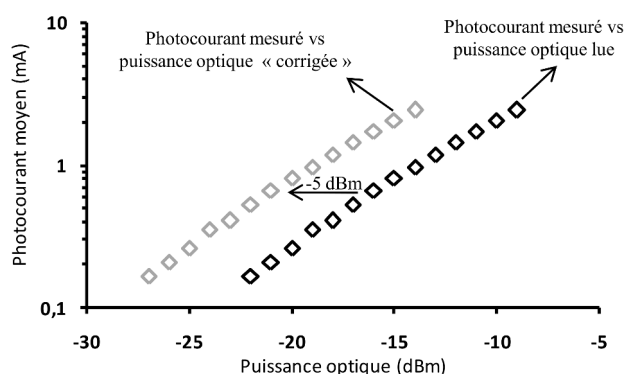 10
1
0,1
Photocourant moyen (mA)
Photocourant mesuré vs
puissance optique « corrigée »
Photocourant mesuré vs
puissance optique lue
-5 dBm
-30
-25
-20
-15
-10
-5
Puissance optique (dBm)